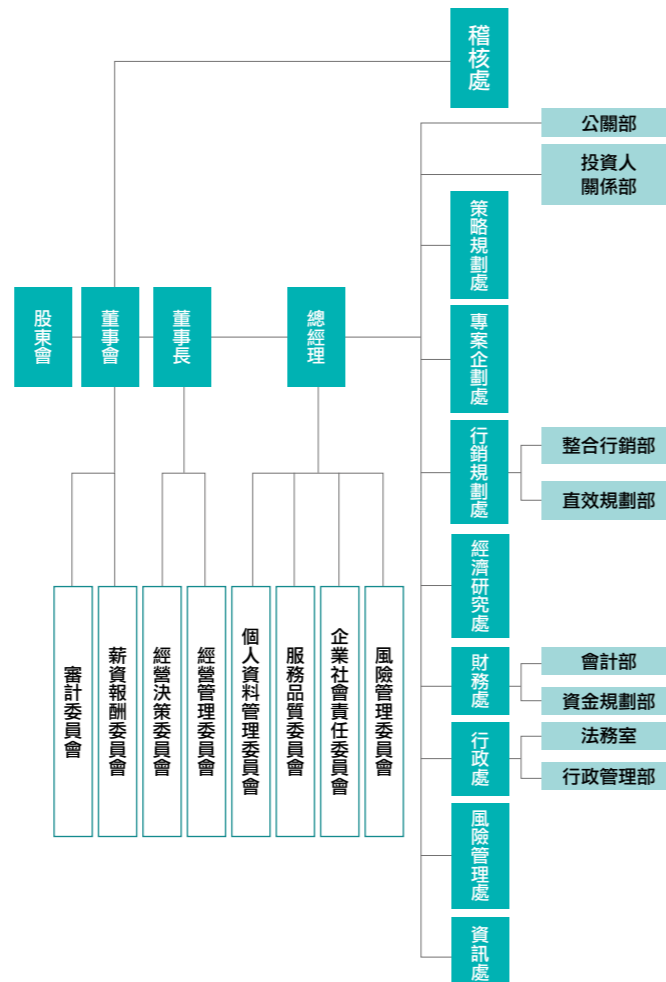 稽核處
公關部
投資人
關係部
策略規劃處
股東會
董事會
董事長
總經理
專案企劃處
行銷規劃處
整合行銷部
直效規劃部
經濟研究處
審計委員會
薪資報酬委員會
經營決策委員會
經營管理委員會
個人資料管理委員會
服務品質委員會
企業社會責任委員會
風險管理委員會
財務處
會計部
資金規劃部
行政處
法務室
行政管理部
風險管理處
資訊處